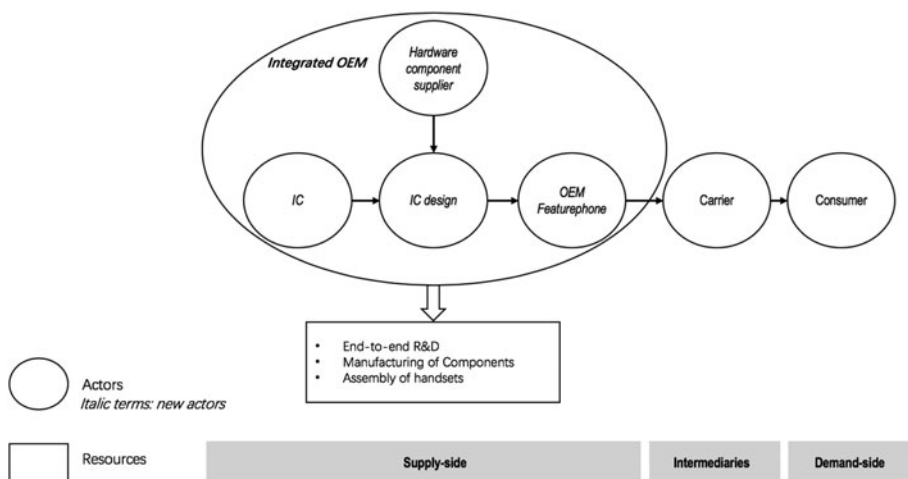 Integrated OEM
Hardware
component
supplier
IC
IC design
OEM
Featurephone
Carrier
Consumer
• End-to-end R&D
• Manufacturing of Components
• Assembly of handsets
Actors
Italic terms: new actors
Resources
Supply-side
Intermediaries
Demand-side